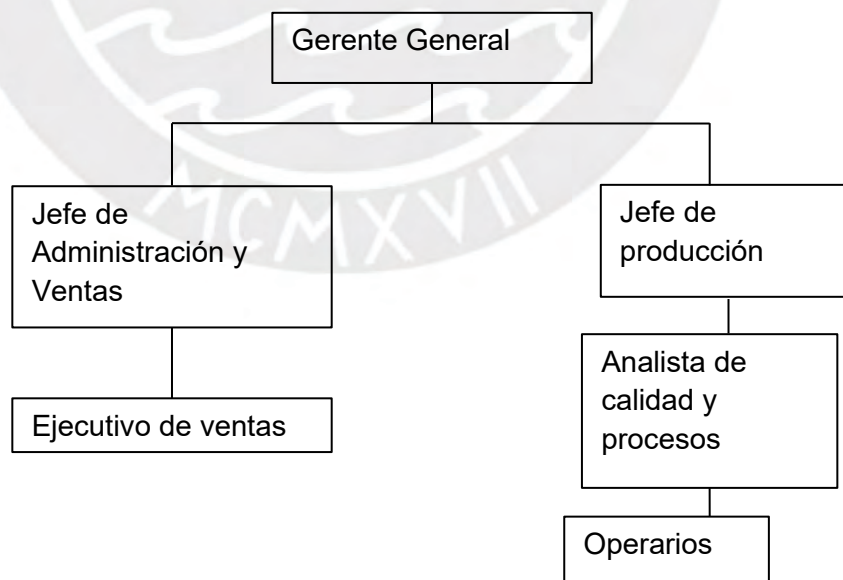 Gerente General
Jefe de
Administración y
Ventas
Jefe de
producción
Ejecutivo de ventas
Analista de
calidad y
procesos
Operarios
MCMXVII